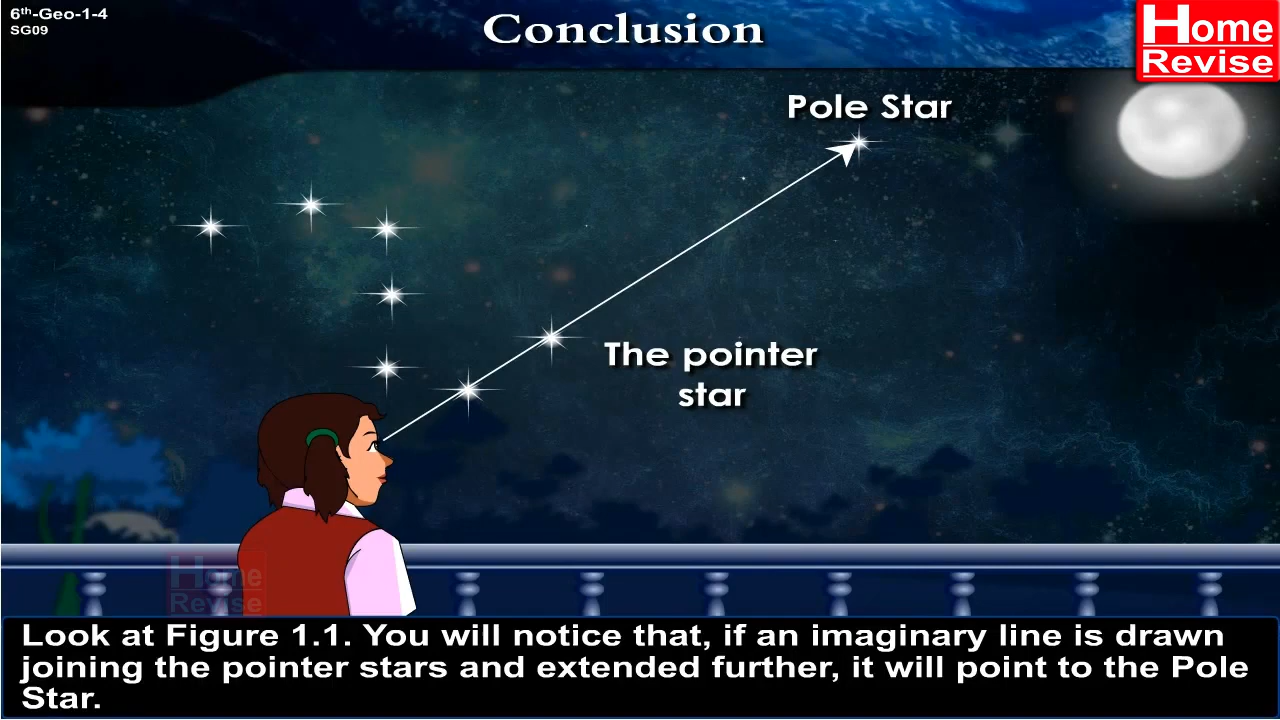 6th-Geo-1-4
SG09
Conclusion
Home
Revise
Pole Star
The pointer
star
Home
Revise
Look at Figure 1.1. You will notice that, if an imaginary line is drawn
joining the pointer stars and extended further, it will point to the Pole
Star.